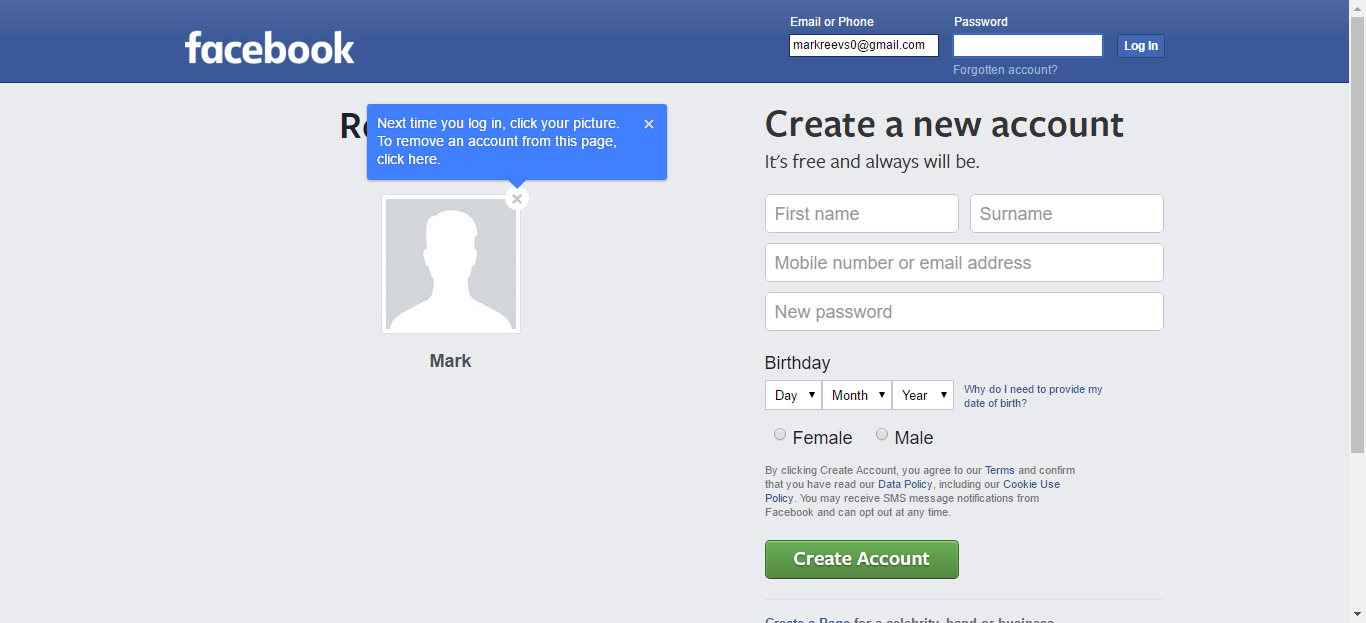 Email or Phone
Password
facebook
markreevs0@gmail.com
Log In
Forgotten account?
Next time you log in, click your picture.
To remove an account from this page,
click here.
Mark
Create a new account
It's free and always will be.
First name
Surname
Mobile number or email address
New password
Birthday
Day
Month
Year
Why do I need to provide my
date of birth?
Female
Male
By clicking Create Account, you agree to our Terms and confirm
that you have read our Data Policy, including our Cookie Use
Policy. You may receive SMS message notifications from
Facebook and can opt out at any time.
Create Account
Create a Page for a celebrity, band or business.